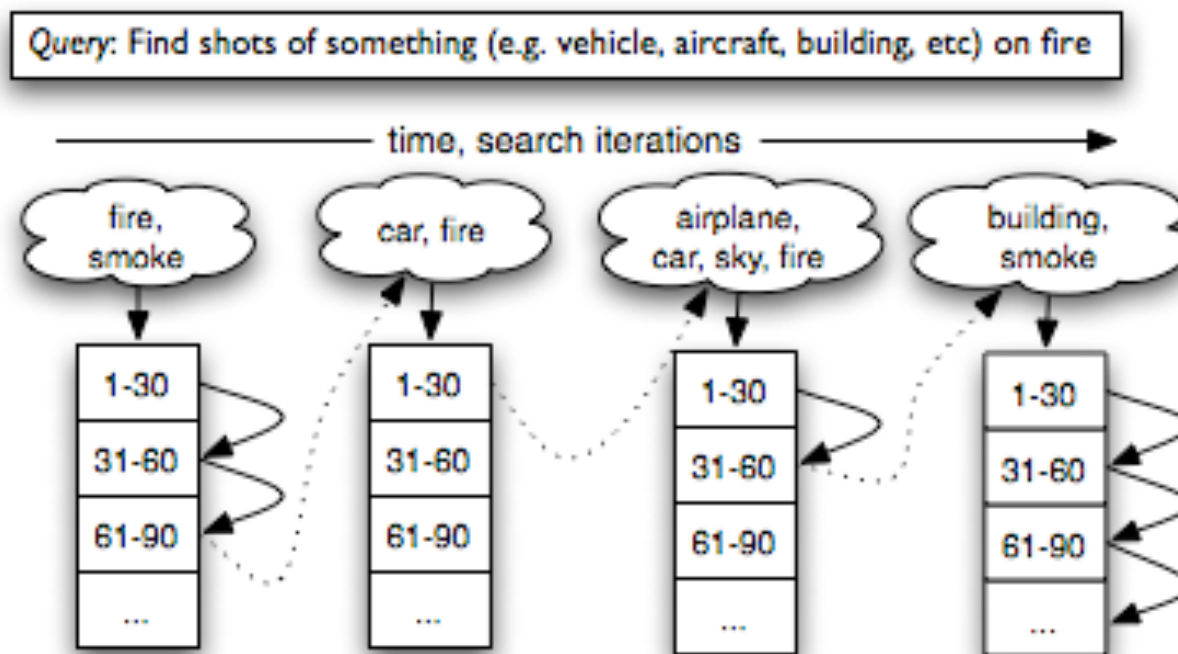 Query: Find shots of something (e.g. vehicle, aircraft, building, etc) on fire
time, search iterations
fire,
smoke
car, fire
airplane,
car, sky, fire
building,
smoke
1-30
31-60
61-90
...
1-30
31-60
61-90
...
1-30
31-60
61-90
...
1-30
31-60
61-90
...